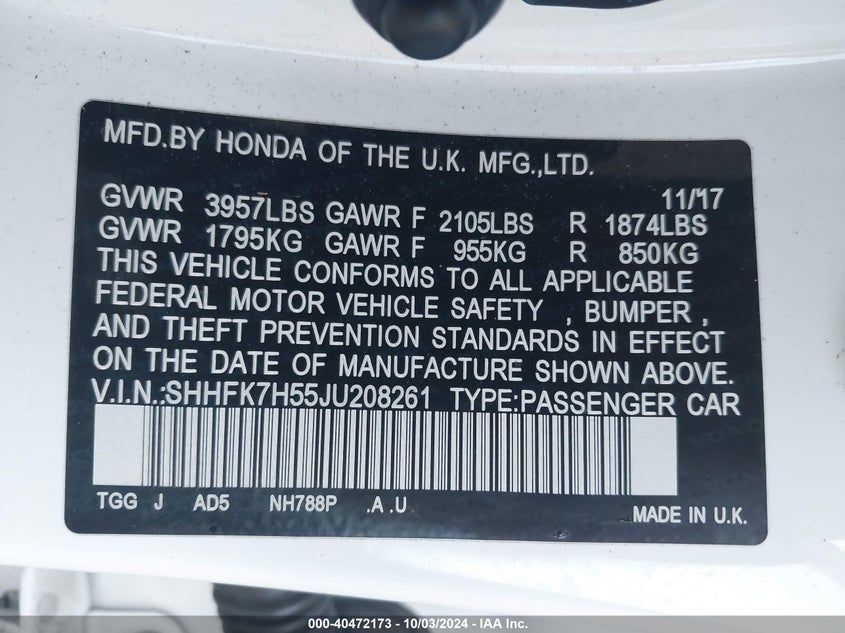 MFD.BY HONDA OF THE U.K. MFG.,LTD.
11/17
GVWR 3957LBS GAWR F 2105LBS R 1874LBS
GVWR 1795KG GAWR F 955KG R 850KG
THIS VEHICLE CONFORMS TO ALL APPLICABLE
FEDERAL MOTOR VEHICLE SAFETY , BUMPER ,
AND THEFT PREVENTION STANDARDS IN EFFECT
ON THE DATE OF MANUFACTURE SHOWN ABOVE.
V.I.N.:SHHFK7H55JU208261 TYPE:PASSENGER CAR
TGG J AD5 NH788P .A .U MADE IN U.K.
000-40472173 - 10/03/2024 - IAA Inc.